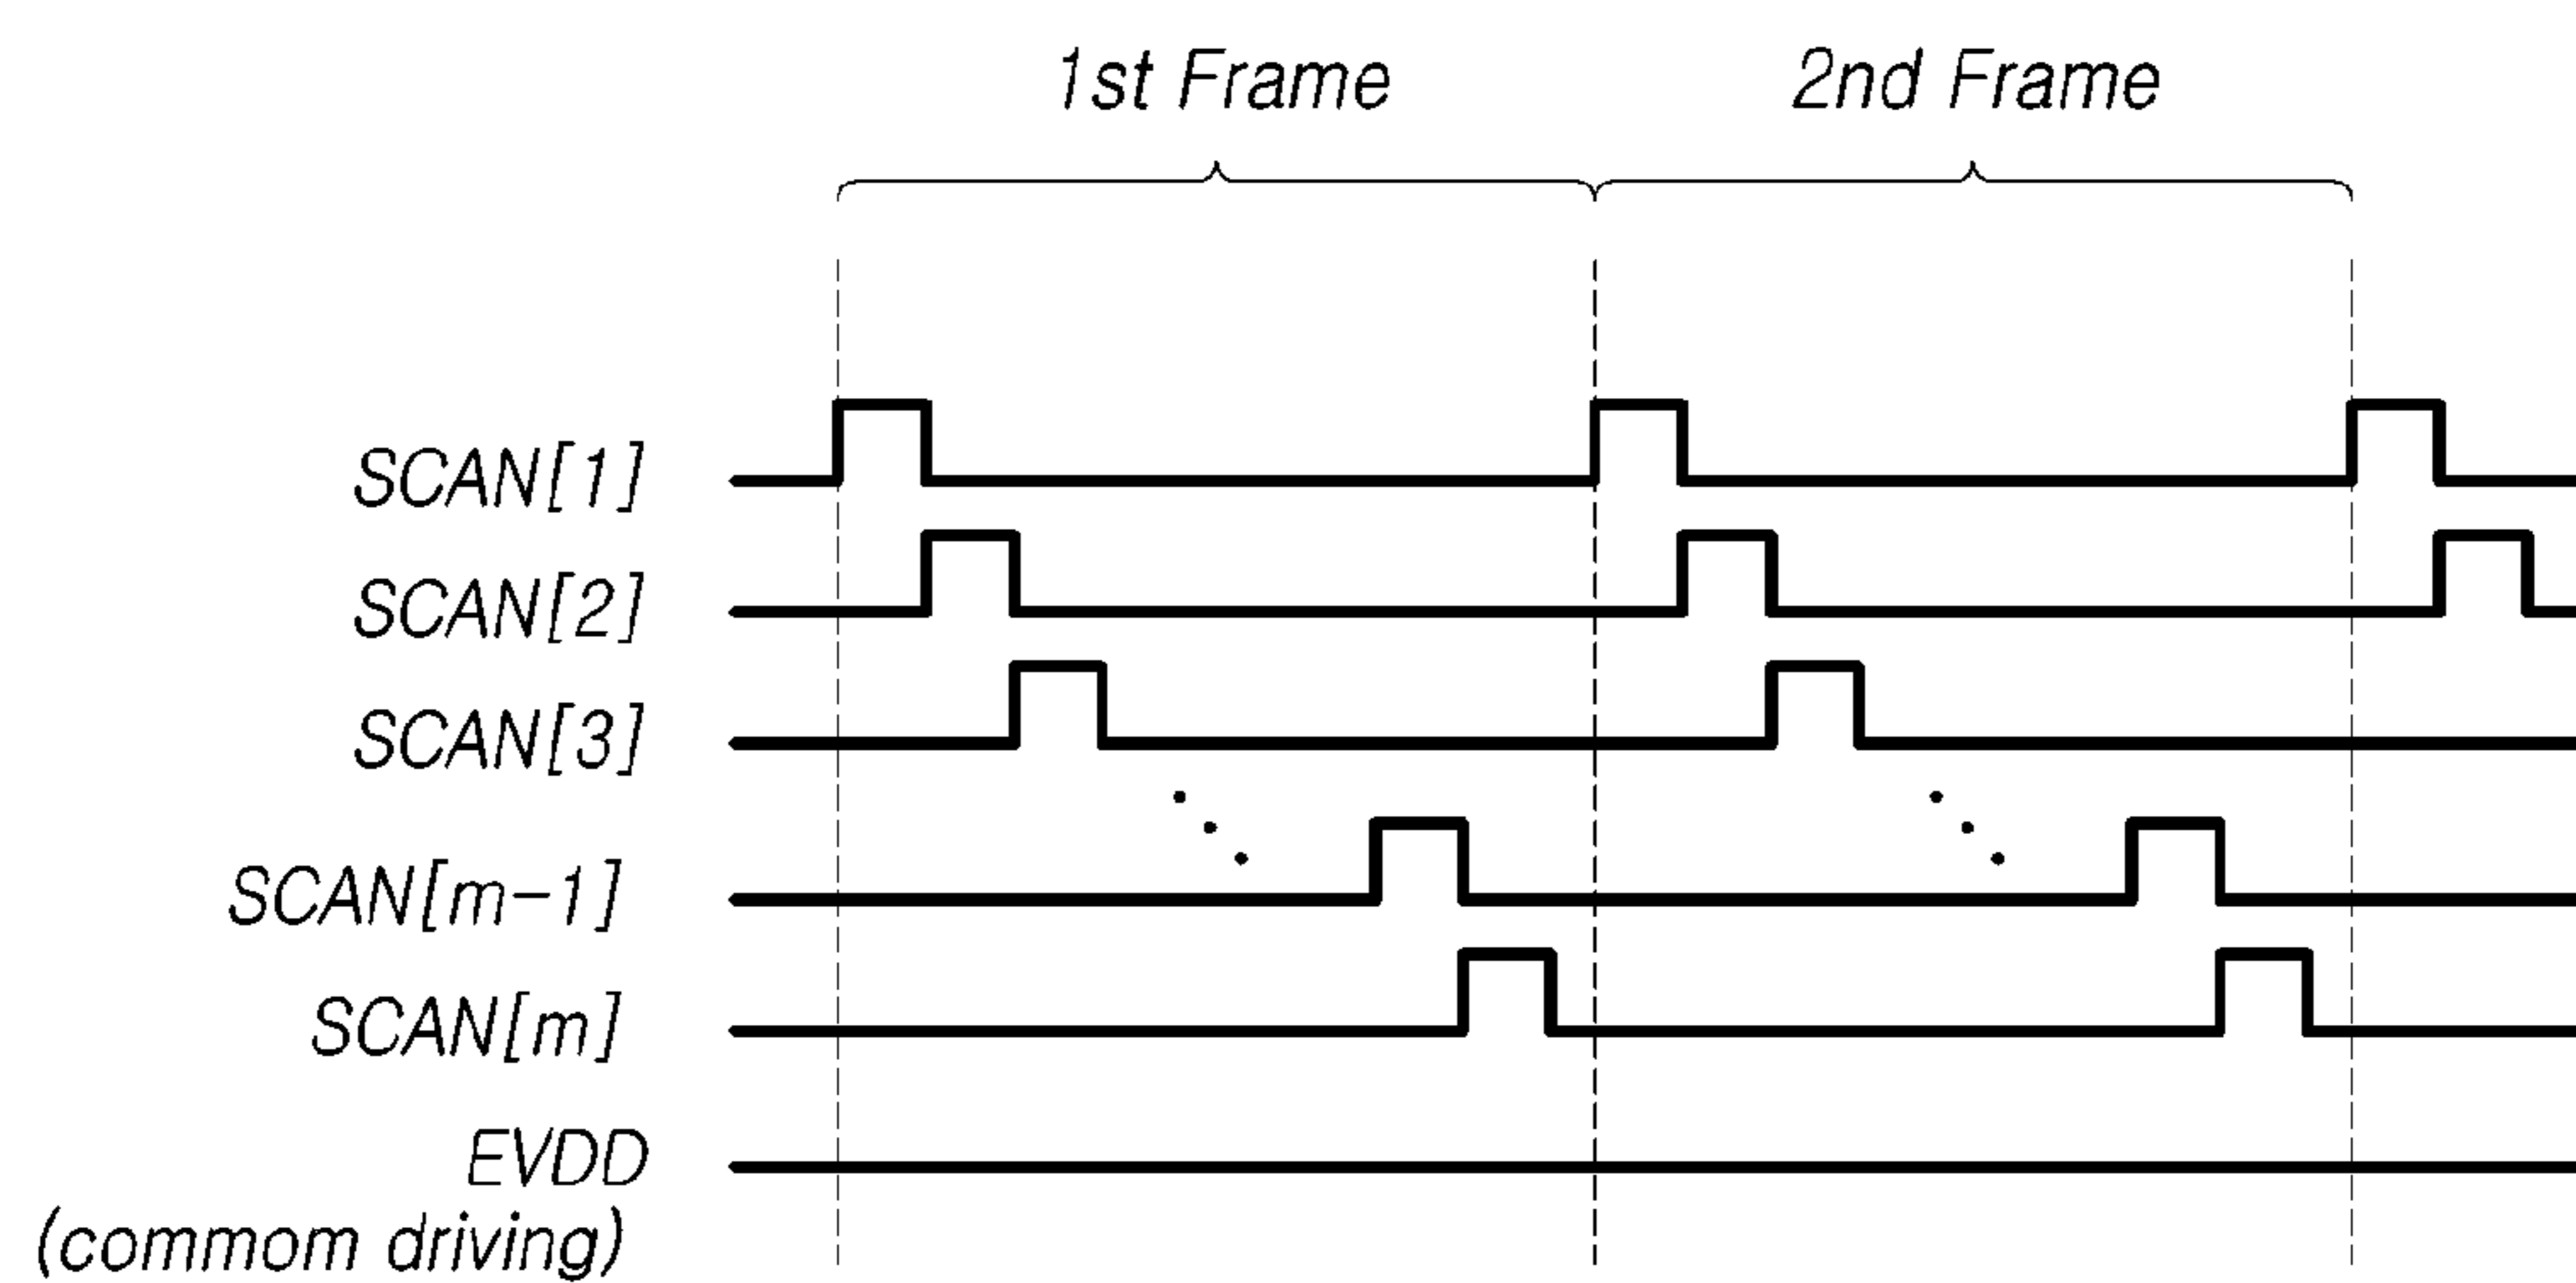 1st Frame
2nd Frame
SCAN[1]
SCAN[2]
SCAN[3]
SCAN[m-1]
SCAN[m]
EVDD
(commom driving)